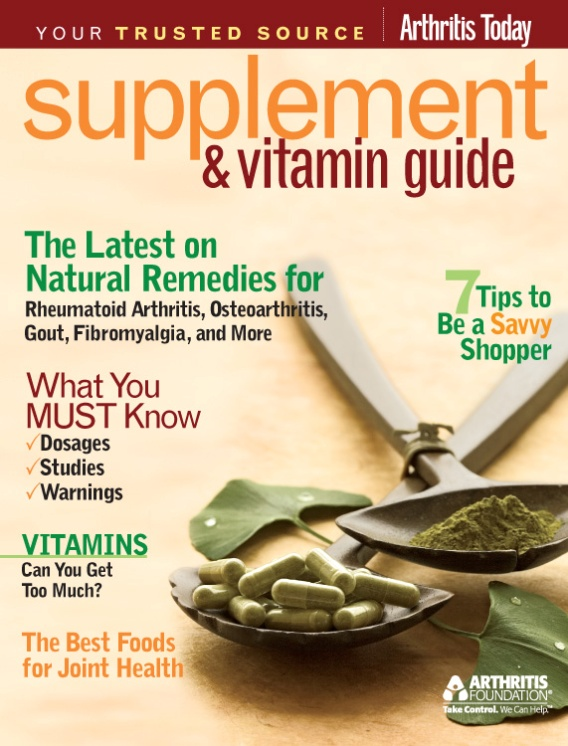 YOUR TRUSTED SOURCE
Arthritis Today
supplement
& vitamin guide
The Latest on
Natural Remedies for
Rheumatoid Arthritis, Osteoarthritis,
Gout, Fibromyalgia, and More
7 Tips to
Be a Savvy
Shopper
What You
MUST Know
✓Dosages
✓Studies
✓Warnings
VITAMINS
Can You Get
Too Much?
The Best Foods
for Joint Health
ARTHRITIS
FOUNDATION®
Take Control. We Can Help.™